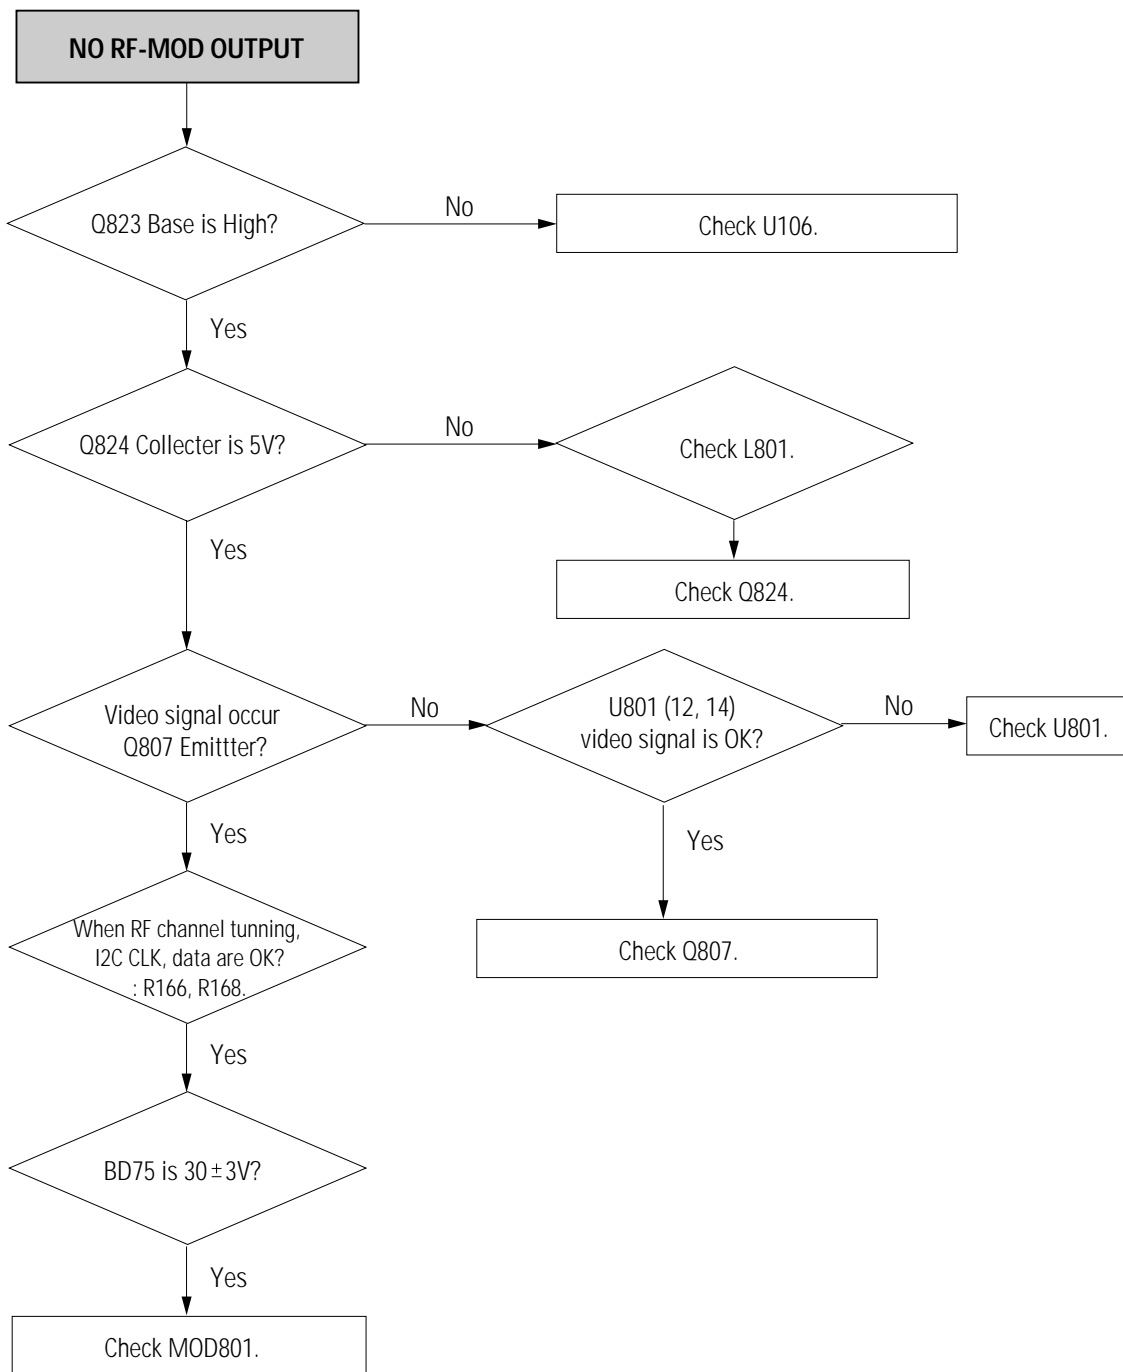 NO RF-MOD OUTPUT
Q823 Base is High?
No
Check U106.
Yes
Q824 Collecter is 5V?
No
Check L801.
Yes
Check Q824.
Video signal occur
Q807 Emittter?
No
U801 (12, 14)
video signal is OK?
No
Check U801.
Yes
Yes
Check Q807.
When RF channel tunning,
I2C CLK, data are OK?
: R166, R168.
Yes
BD75 is 30±3V?
Yes
Check MOD801.